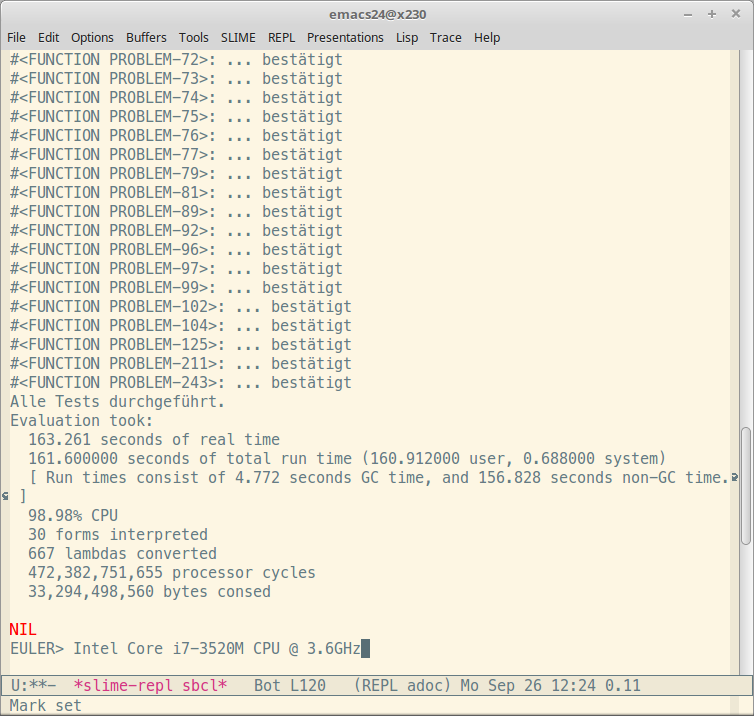 emacs24@x230
File Edit Options Buffers Tools SLIME REPL Presentations Lisp Trace Help
#<FUNCTION PROBLEM-72>: ... bestätigt
#<FUNCTION PROBLEM-73>: ... bestätigt
#<FUNCTION PROBLEM-74>: ... bestätigt
#<FUNCTION PROBLEM-75>: ... bestätigt
#<FUNCTION PROBLEM-76>: ... bestätigt
#<FUNCTION PROBLEM-77>: ... bestätigt
#<FUNCTION PROBLEM-79>: ... bestätigt
#<FUNCTION PROBLEM-81>: ... bestätigt
#<FUNCTION PROBLEM-89>: ... bestätigt
#<FUNCTION PROBLEM-92>: ... bestätigt
#<FUNCTION PROBLEM-96>: ... bestätigt
#<FUNCTION PROBLEM-97>: ... bestätigt
#<FUNCTION PROBLEM-99>: ... bestätigt
#<FUNCTION PROBLEM-102>: ... bestätigt
#<FUNCTION PROBLEM-104>: ... bestätigt
#<FUNCTION PROBLEM-125>: ... bestätigt
#<FUNCTION PROBLEM-211>: ... bestätigt
#<FUNCTION PROBLEM-243>: ... bestätigt
Alle Tests durchgeführt.
Evaluation took:
  163.261 seconds of real time
  161.600000 seconds of total run time (160.912000 user, 0.688000 system)
  [ Run times consist of 4.772 seconds GC time, and 156.828 seconds non-GC time.
 ]
  98.98% CPU
  30 forms interpreted
  667 lambdas converted
  472,382,751,655 processor cycles
  33,294,498,560 bytes consed
NIL
EULER> Intel Core i7-3520M CPU @ 3.6GHz
U:**-  *slime-repl sbcl*   Bot L120   (REPL adoc) Mo Sep 26 12:24 0.11
Mark set